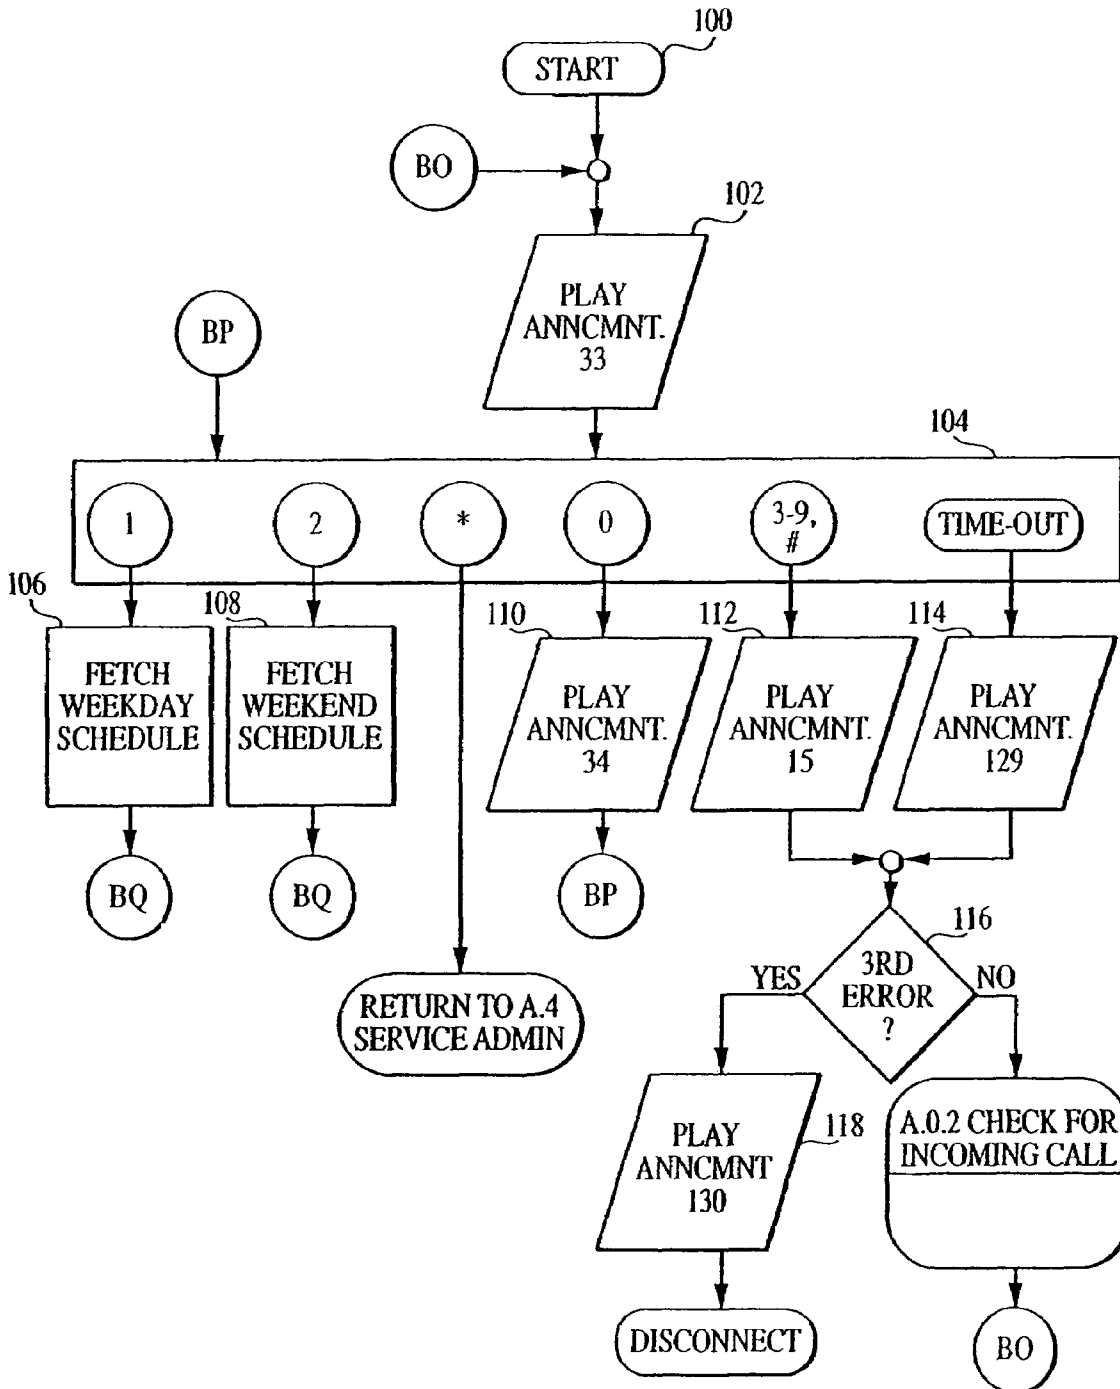 100
START
BO
102
PLAY
ANNCMNT.
33
BP
104
1
2
*
0
3-9,
#
TIME-OUT
106
FETCH
WEEKDAY
SCHEDULE
108
FETCH
WEEKEND
SCHEDULE
110
PLAY
ANNCMNT.
34
112
PLAY
ANNCMNT.
15
114
PLAY
ANNCMNT.
129
BQ
BQ
BP
116
3RD
ERROR
?
YES
NO
RETURN TO A.4
SERVICE ADMIN
118
PLAY
ANNCMNT
130
A.0.2 CHECK FOR
INCOMING CALL
DISCONNECT
BO